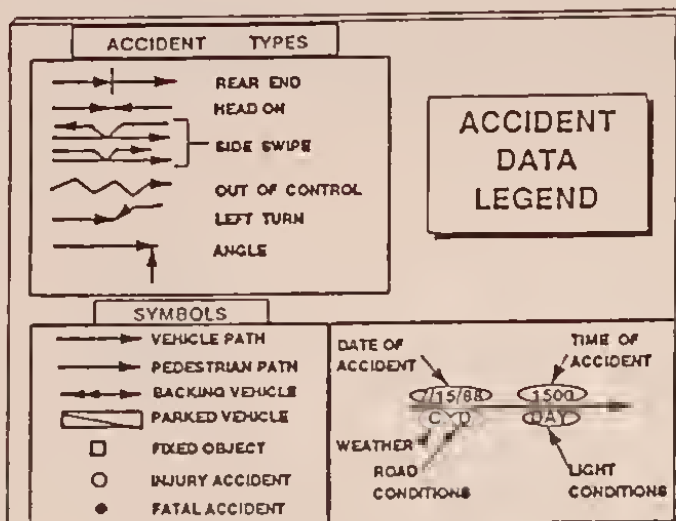 ACCIDENT TYPES
REAR END
HEAD ON
SIDE SWIPE
OUT OF CONTROL
LEFT TURN
ANGLE
ACCIDENT
DATA
LEGEND
SYMBOLS
VEHICLE PATH
PEDESTRIAN PATH
BACKING VEHICLE
PARKED VEHICLE
FIXED OBJECT
INJURY ACCIDENT
FATAL ACCIDENT
DATE OF
ACCIDENT
TIME OF
ACCIDENT
7/15/88 1500
DAY
WEATHER
ROAD
CONDITIONS
LIGHT
CONDITIONS